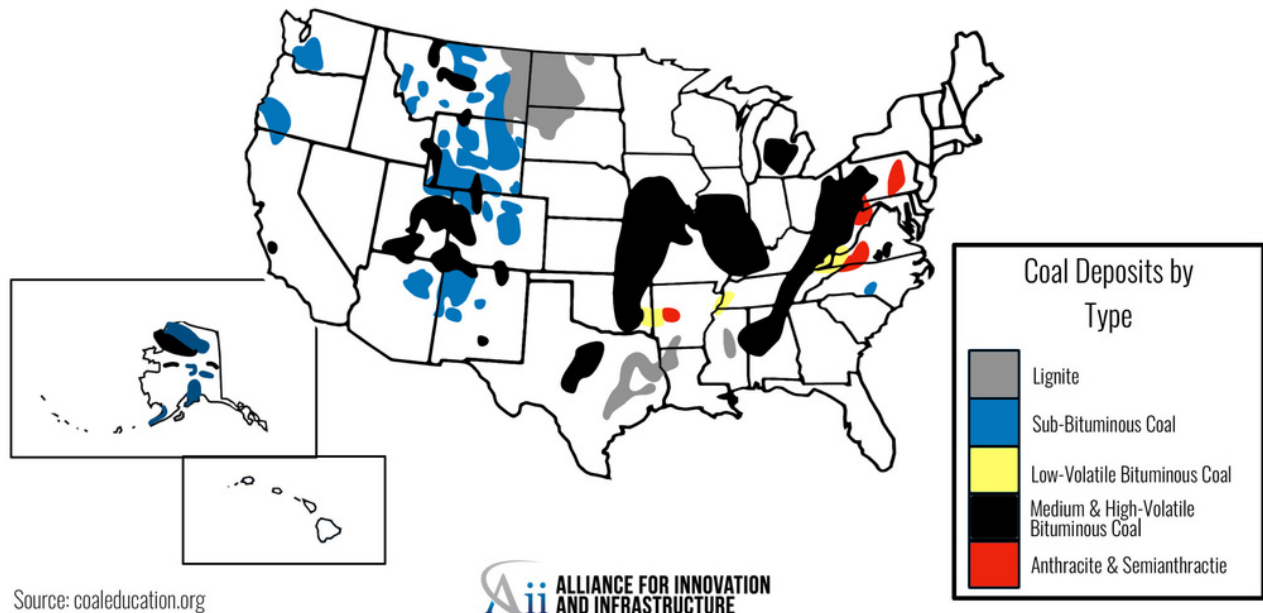 Coal Deposits by
Type
Lignite
Sub-Bituminous Coal
Low-Volatile Bituminous Coal
Medium & High-Volatile
Bituminous Coal
Anthracite & Semianthractie
Source: coaleducation.org
Aii ALLIANCE FOR INNOVATION
AND INFRASTRUCTURE